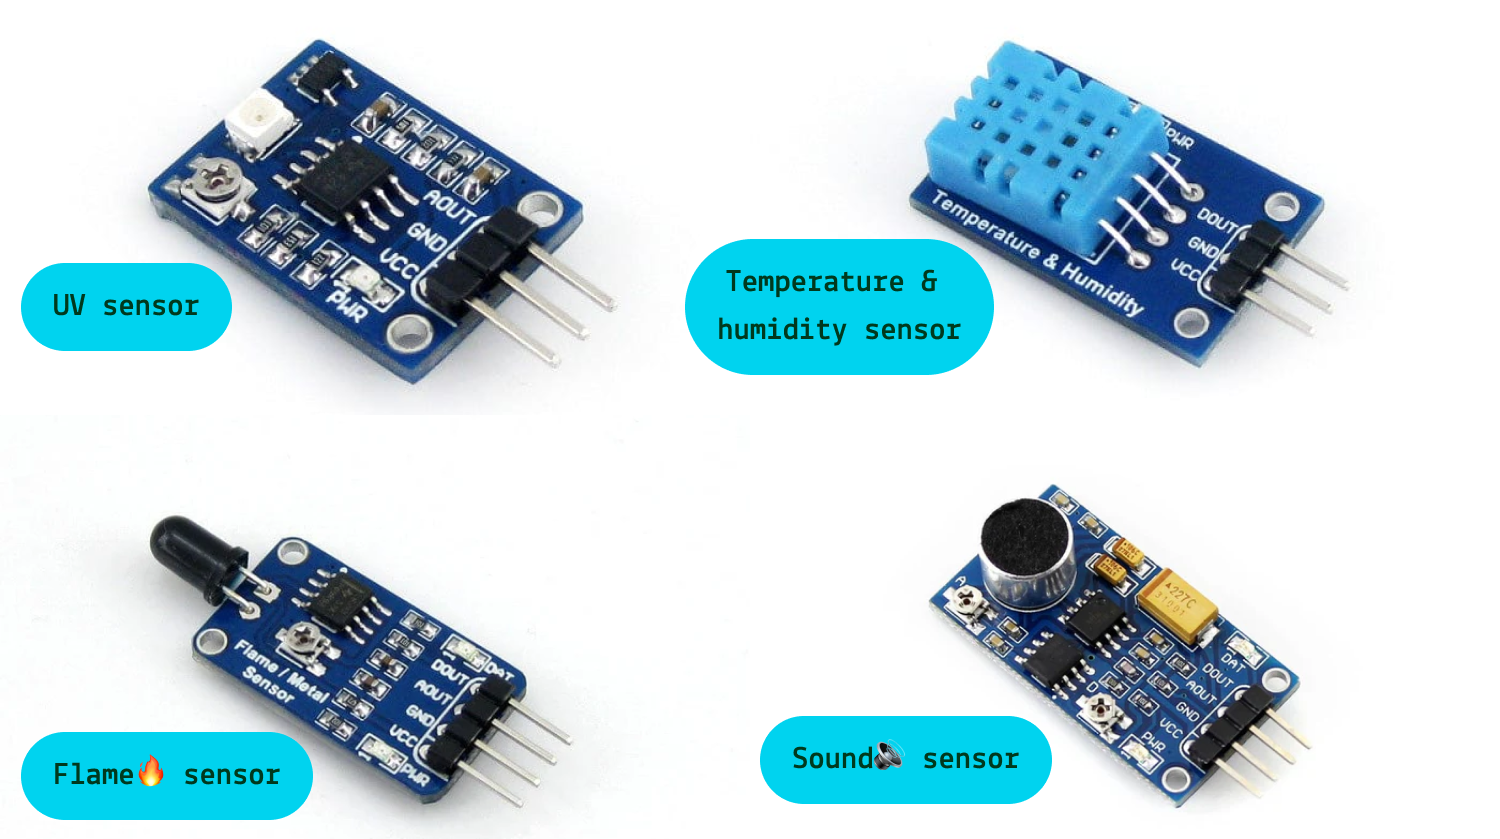 AOUT
GND
VCC
PWR
UV sensor
PWR
DOUT
GND
VCC
Temperature & Humidity
Temperature &
humidity sensor
Flame / Metal
Sensor
DAT
DOUT
AOUT
GND
VCC
PWR
Flame🔥 sensor
A
227C
D
DAT
DOUT
AOUT
GND
VCC
PWR
Sound🔊 sensor